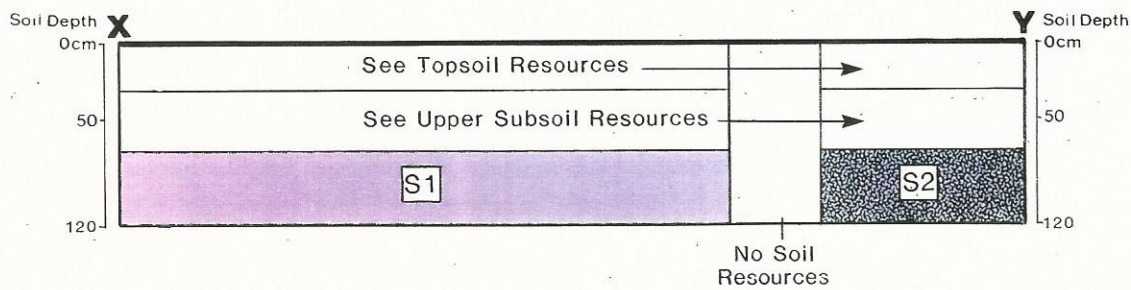 Soil Depth X Y Soil Depth
0cm 0cm
See Topsoil Resources
50 See Upper Subsoil Resources 50
S1 S2
120 120
No Soil
Resources